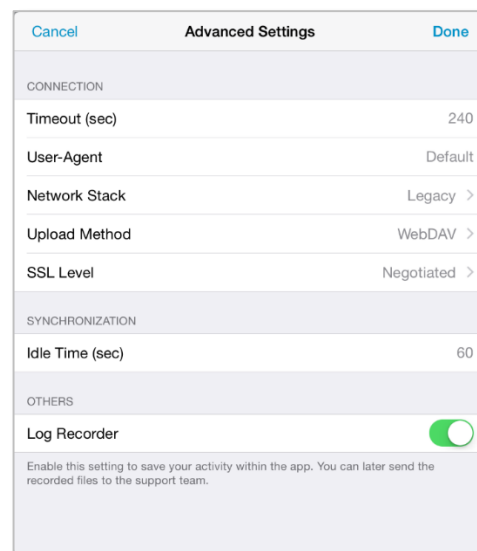 Cancel Advanced Settings Done
CONNECTION
Timeout (sec) 240
User-Agent Default
Network Stack Legacy
Upload Method WebDAV
SSL Level Negotiated
SYNCHRONIZATION
Idle Time (sec) 60
OTHERS
Log Recorder
Enable this setting to save your activity within the app. You can later send the
recorded files to the support team.